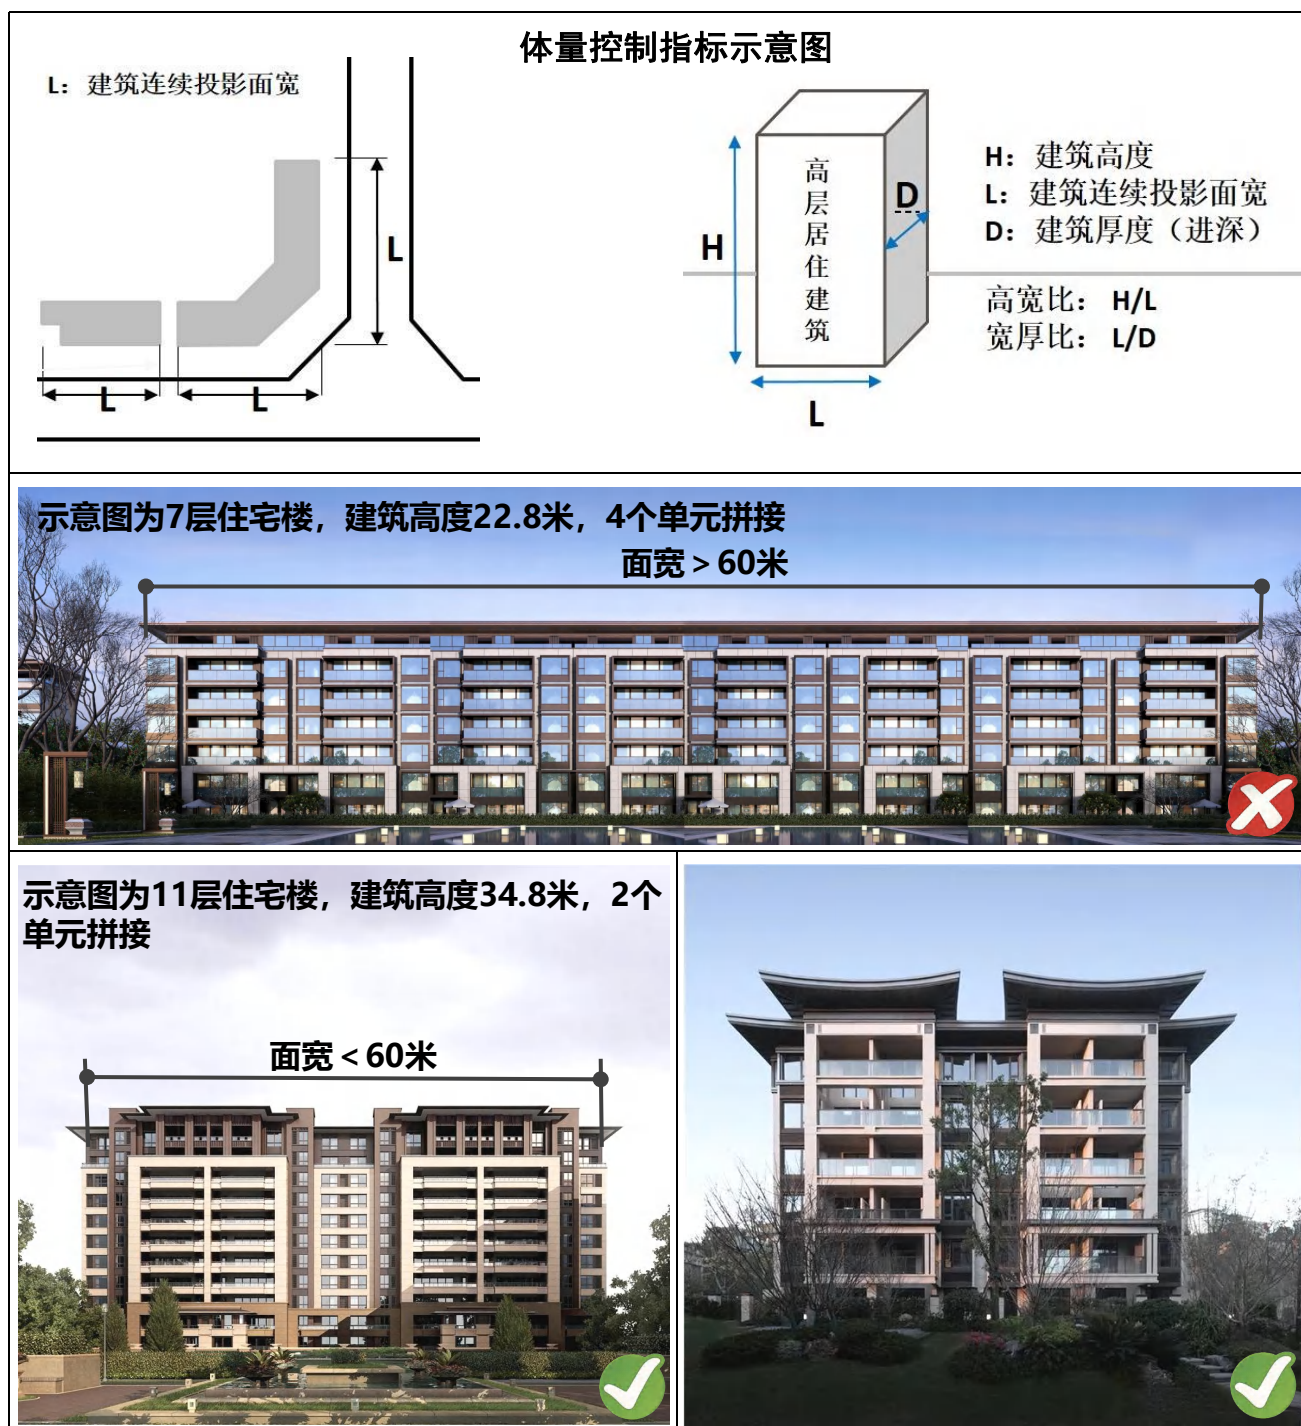 体量控制指标示意图
L：建筑连续投影面宽
L
L
L
高层居住建筑
H
D
L
H：建筑高度
L：建筑连续投影面宽
D：建筑厚度（进深）
高宽比：H/L
宽厚比：L/D
示意图为7层住宅楼，建筑高度22.8米，4个单元拼接
面宽＞60米
示意图为11层住宅楼，建筑高度34.8米，2个
单元拼接
面宽＜60米